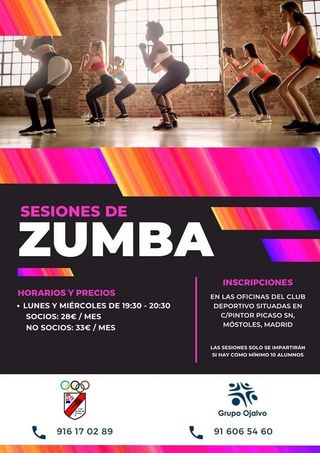 SESIONES DE
ZUMBA
HORARIOS Y PRECIOS
• LUNES Y MIÉRCOLES DE 19:30 - 20:30
SOCIOS: 28€ / MES
NO SOCIOS: 33€ / MES
INSCRIPCIONES
EN LAS OFICINAS DEL CLUB
DEPORTIVO SITUADAS EN
C/PINTOR PICASO SN,
MÓSTOLES, MADRID
LAS SESIONES SOLO SE IMPARTIRÁN
SI HAY COMO MÍNIMO 10 ALUMNOS
916 17 02 89
Grupo Ojalvo
91 606 54 60